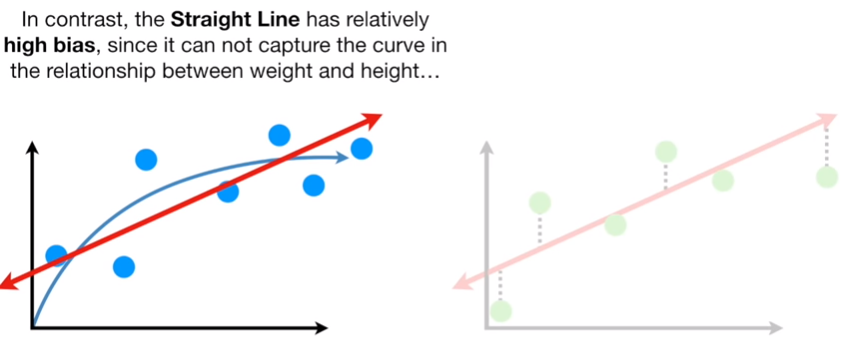 In contrast, the Straight Line has relatively
high bias, since it can not capture the curve in
the relationship between weight and height…